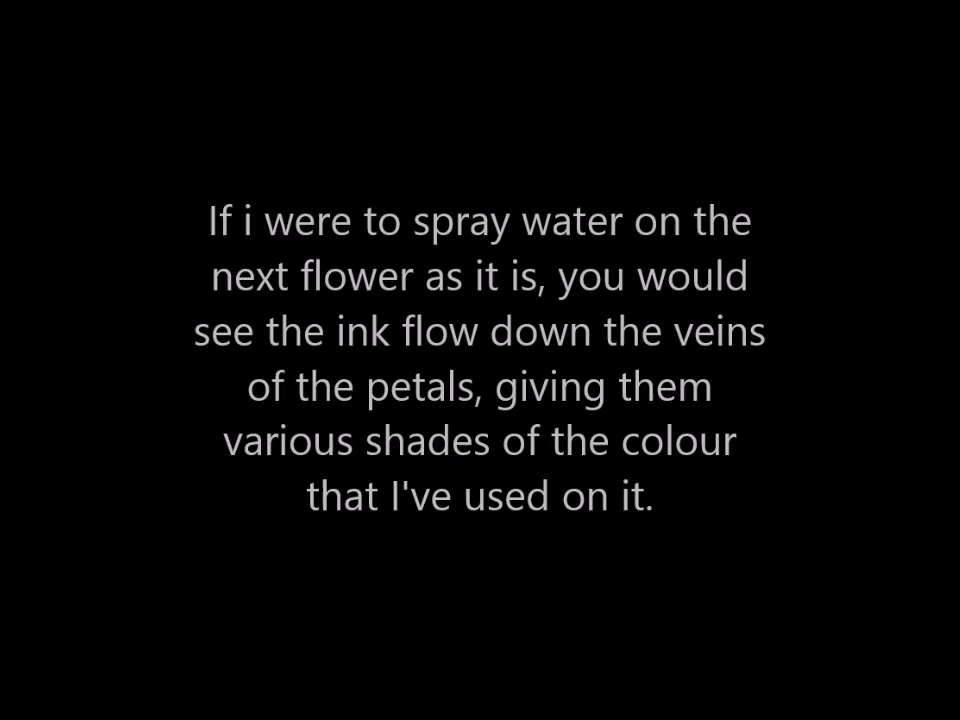 If i were to spray water on the
next flower as it is, you would
see the ink flow down the veins
of the petals, giving them
various shades of the colour
that I've used on it.